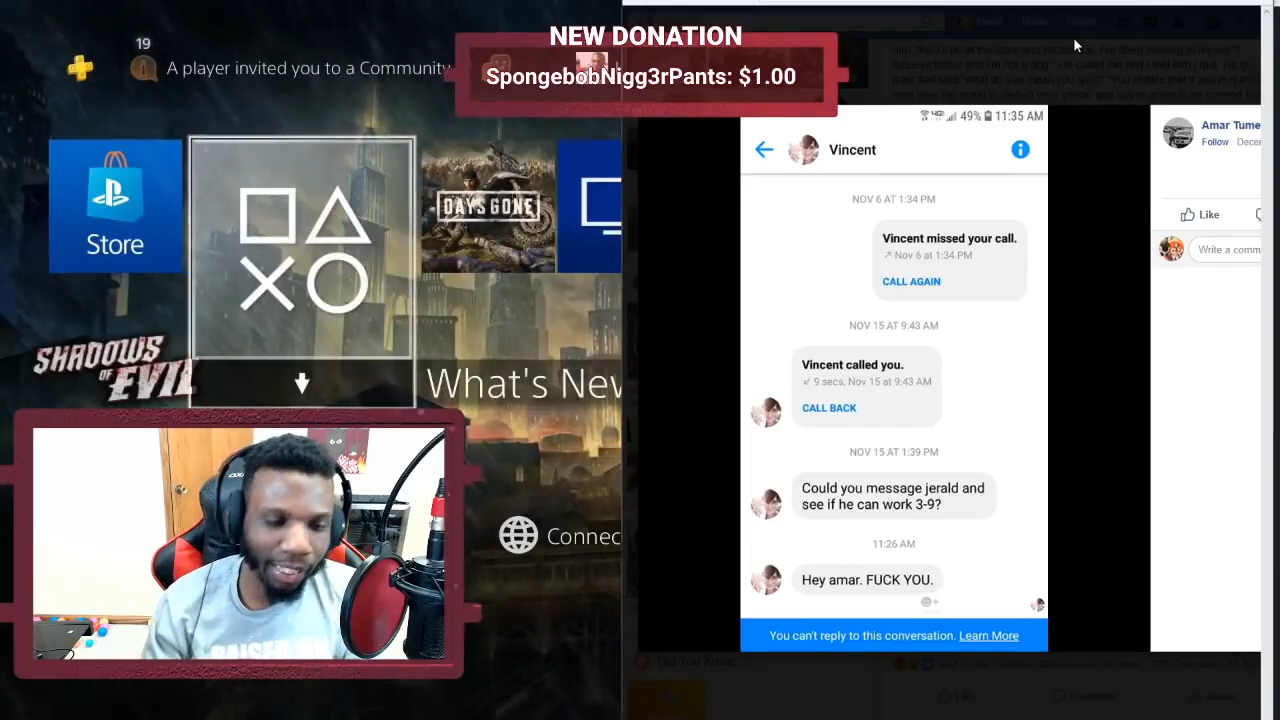 NEW DONATION
SpongebobNigg3rPants: $1.00
19
A player invited you to a Community
Store
DAYS GONE
SHADOWS
OF
EVIL
What's New
Connec
49% 11:35 AM
Vincent
NOV 6 AT 1:34 PM
Vincent missed your call.
Nov 6 at 1:34 PM
CALL AGAIN
NOV 15 AT 9:43 AM
Vincent called you.
9 secs, Nov 15 at 9:43 AM
CALL BACK
NOV 15 AT 1:39 PM
Could you message jerald and
see if he can work 3-9?
11:26 AM
Hey amar. FUCK YOU.
You can't reply to this conversation. Learn More
Amar Tume
Follow · Decem
Like
Write a comm
Did You Know